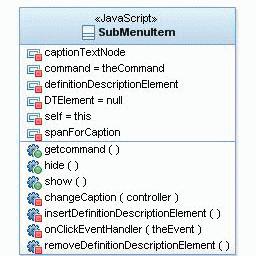 «JavaScript»
SubMenuItem
captionTextNode
command = theCommand
definitionDescriptionElement
DTElement = null
self = this
spanForCaption
getcommand ( )
hide ( )
show ( )
changeCaption ( controller )
insertDefinitionDescriptionElement ( )
onClickEventHandler ( theEvent )
removeDefinitionDescriptionElement ( )